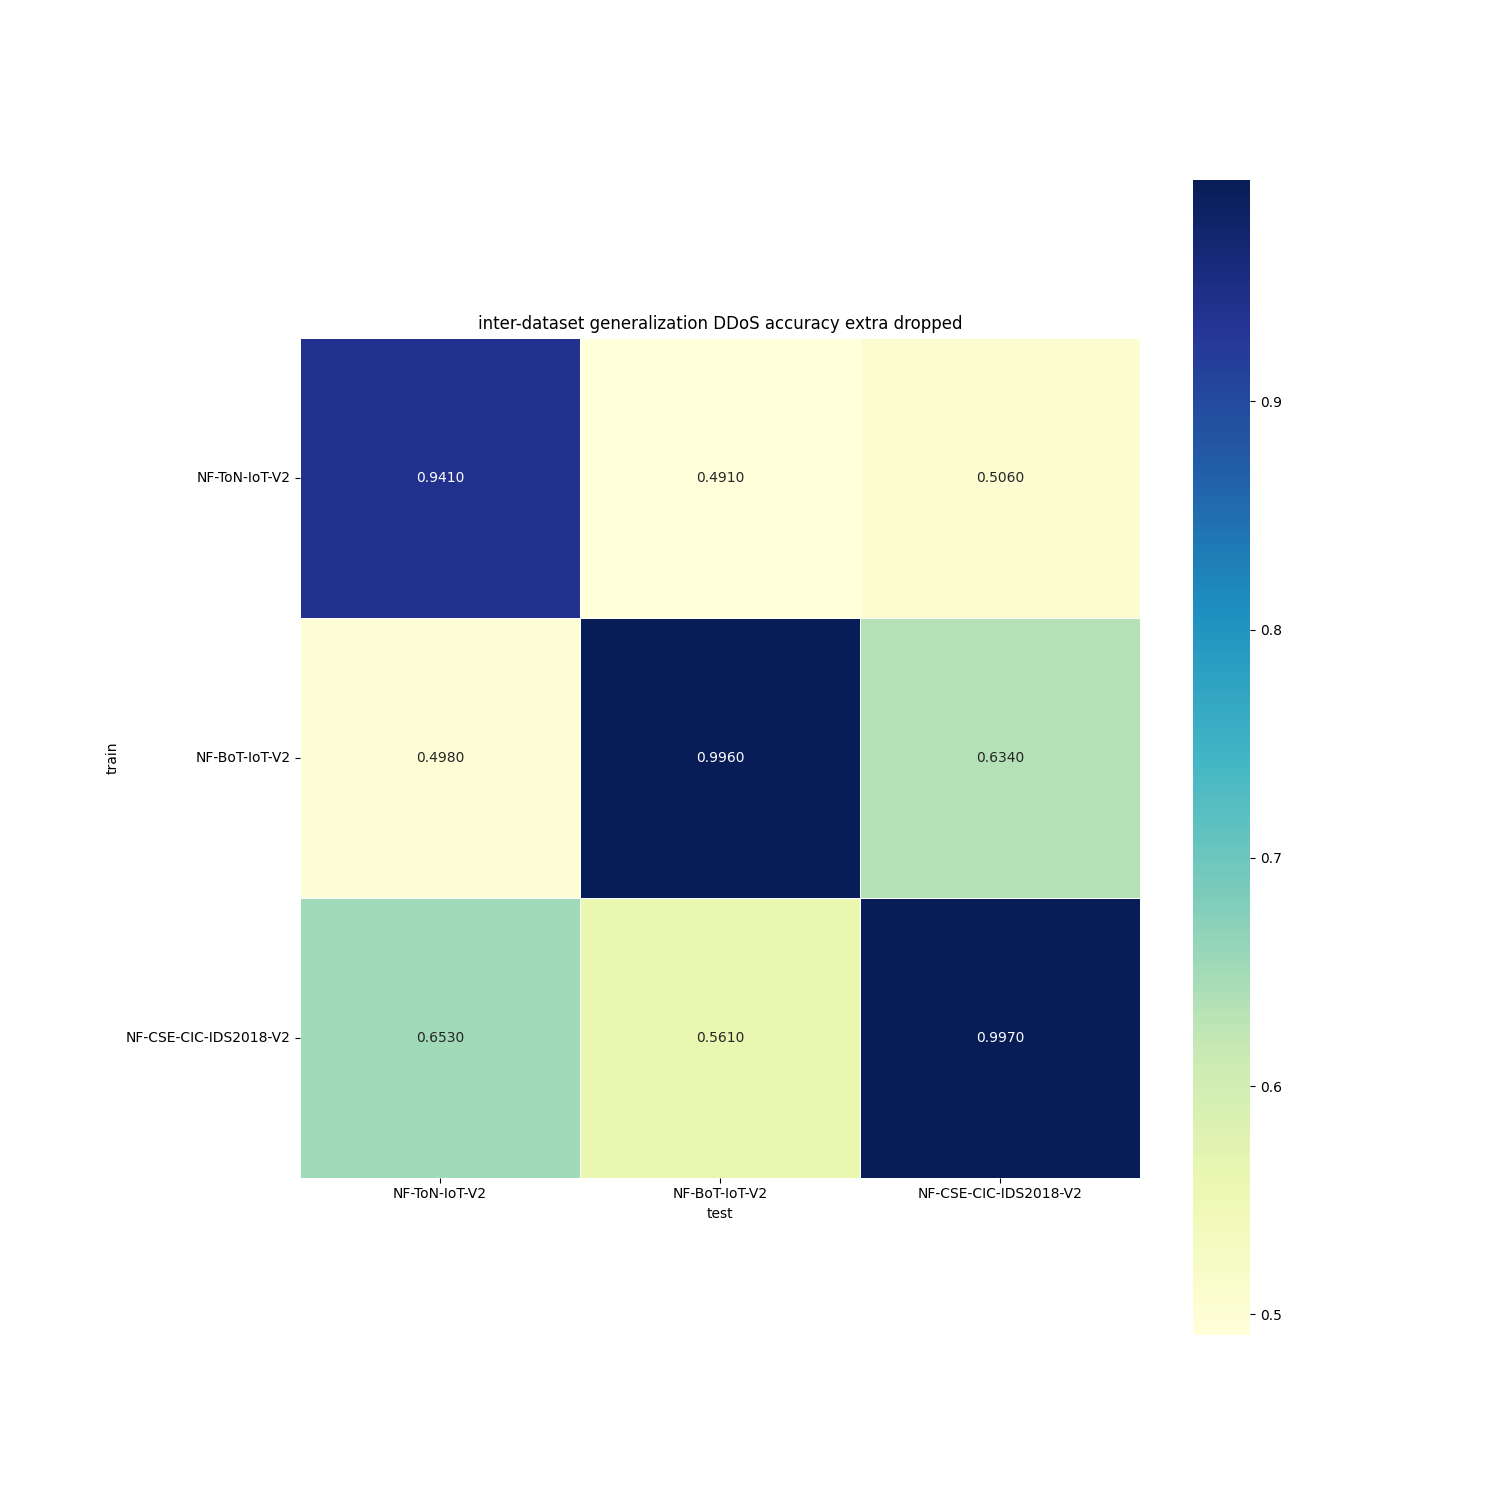 inter-dataset generalization DDoS accuracy extra dropped
train
NF-ToN-IoT-V2
0.9410
0.4910
0.5060
NF-BoT-IoT-V2
0.4980
0.9960
0.6340
NF-CSE-CIC-IDS2018-V2
0.6530
0.5610
0.9970
NF-ToN-IoT-V2
NF-BoT-IoT-V2
NF-CSE-CIC-IDS2018-V2
test
0.9
0.8
0.7
0.6
0.5